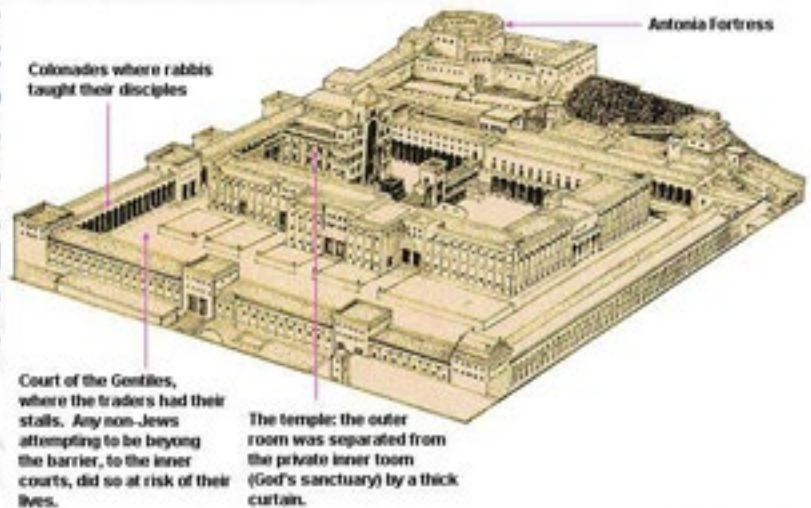 Antonia Fortress
Colonades where rabbis
taught their disciples
Court of the Gentiles,
where the traders had their
stalls. Any non-Jews
attempting to be beyong
the barrier, to the inner
courts, did so at risk of their
lives.
The temple: the outer
room was separated from
the private inner toom
(God's sanctuary) by a thick
curtain.